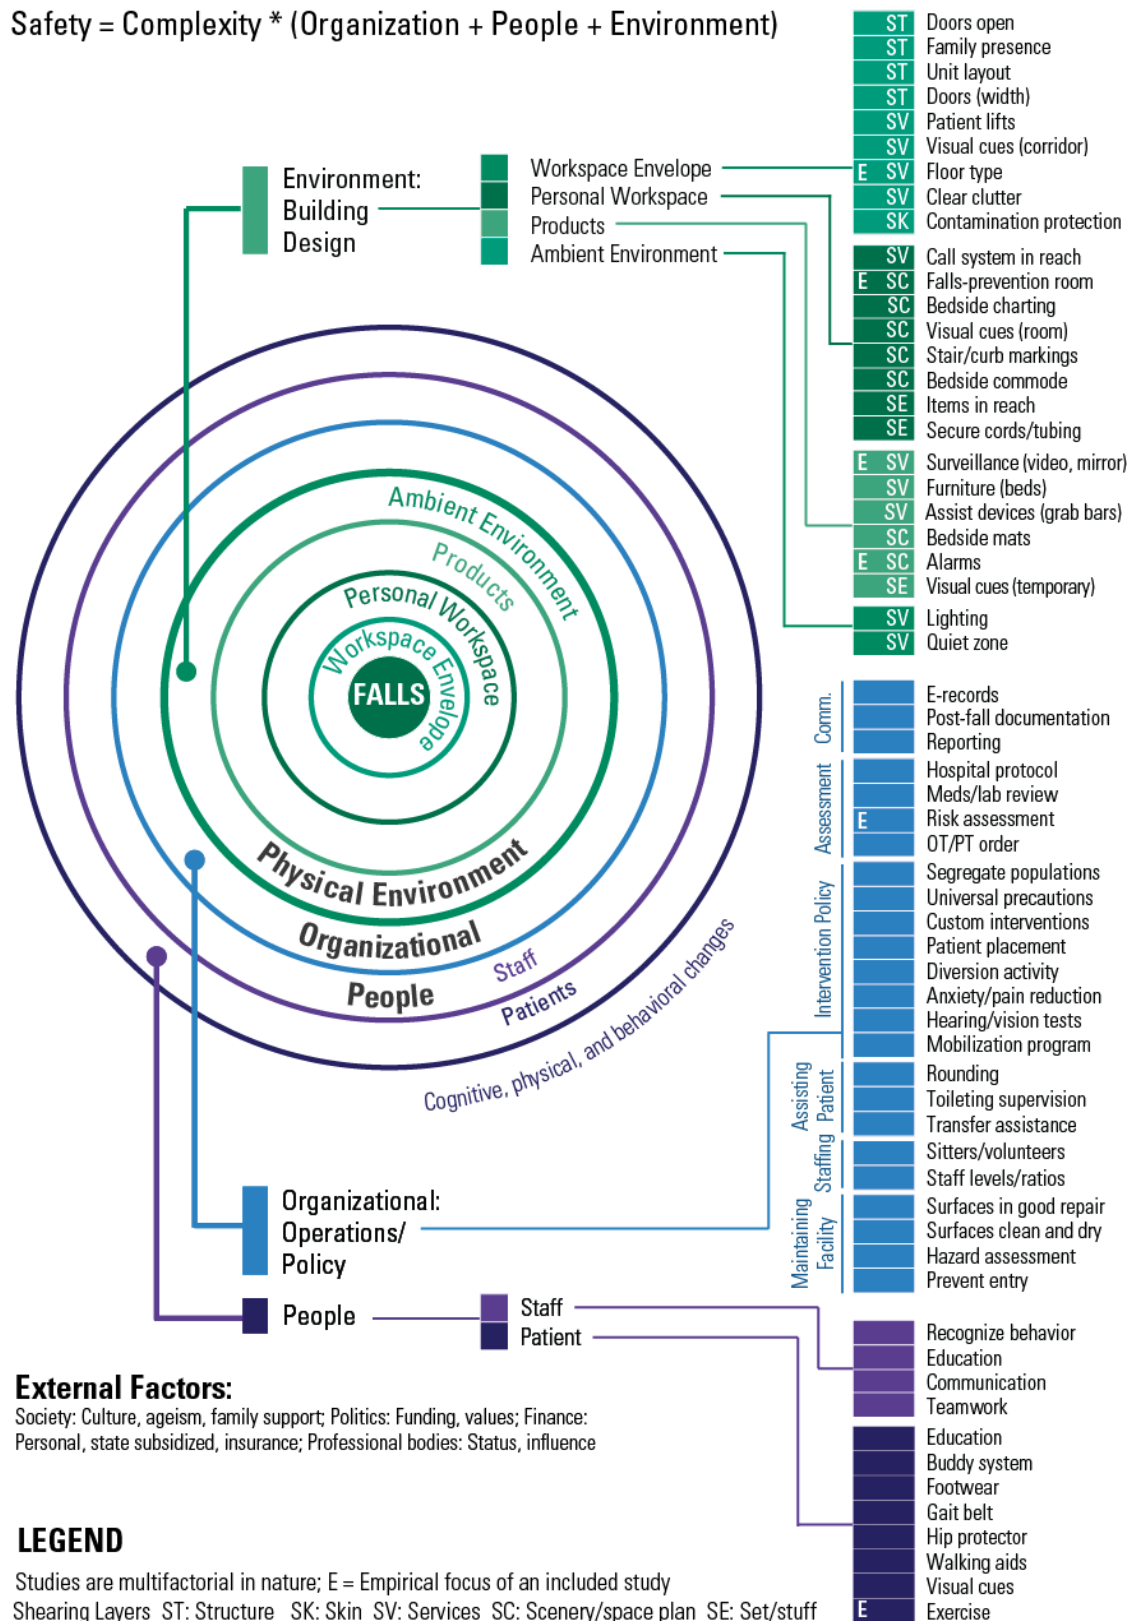 Safety = Complexity * (Organization + People + Environment)
Environment:
Building
Design
Workspace Envelope
Personal Workspace
Products
Ambient Environment
ST Doors open
ST Family presence
ST Unit layout
ST Doors (width)
SV Patient lifts
SV Visual cues (corridor)
E SV Floor type
SV Clear clutter
SK Contamination protection
SV Call system in reach
E SC Falls-prevention room
SC Bedside charting
SC Visual cues (room)
SC Stair/curb markings
SC Bedside commode
SE Items in reach
SE Secure cords/tubing
E SV Surveillance (video, mirror)
SV Furniture (beds)
SV Assist devices (grab bars)
SC Bedside mats
E SC Alarms
SE Visual cues (temporary)
SV Lighting
SV Quiet zone
Ambient Environment
Products
Personal Workspace
Workspace Envelope
FALLS
Physical Environment
Organizational
People
Staff
Patients
Cognitive, physical, and behavioral changes
Comm.
E-records
Post-fall documentation
Reporting
Assessment
Hospital protocol
Meds/lab review
E Risk assessment
OT/PT order
Intervention Policy
Segregate populations
Universal precautions
Custom interventions
Patient placement
Diversion activity
Anxiety/pain reduction
Hearing/vision tests
Mobilization program
Assisting
Patient
Rounding
Toileting supervision
Transfer assistance
Staffing
Sitters/volunteers
Staff levels/ratios
Maintaining
Facility
Surfaces in good repair
Surfaces clean and dry
Hazard assessment
Prevent entry
Organizational:
Operations/
Policy
People
Staff
Patient
Recognize behavior
Education
Communication
Teamwork
Education
Buddy system
Footwear
Gait belt
Hip protector
Walking aids
Visual cues
E Exercise
External Factors:
Society: Culture, ageism, family support; Politics: Funding, values; Finance:
Personal, state subsidized, insurance; Professional bodies: Status, influence
LEGEND
Studies are multifactorial in nature; E = Empirical focus of an included study
Shearing Layers ST: Structure SK: Skin SV: Services SC: Scenery/space plan SE: Set/stuff